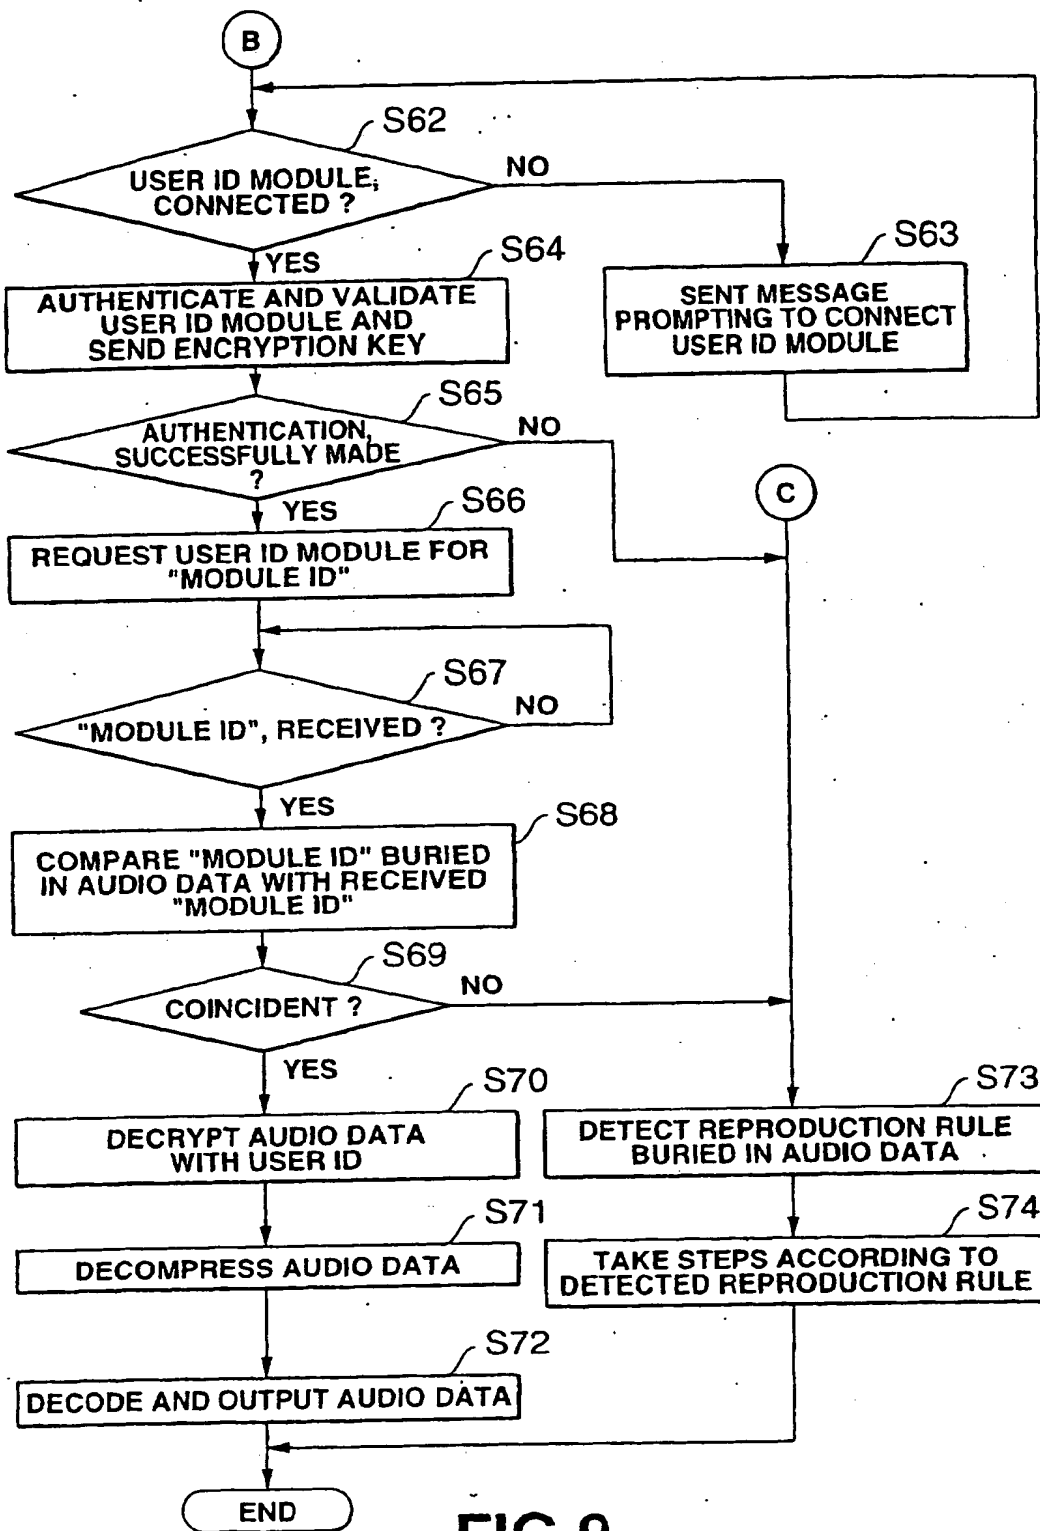 B
S62
USER ID MODULE,
CONNECTED ?
NO
YES
S63
SENT MESSAGE
PROMPTING TO CONNECT
USER ID MODULE
S64
AUTHENTICATE AND VALIDATE
USER ID MODULE AND
SEND ENCRYPTION KEY
S65
AUTHENTICATION,
SUCCESSFULLY MADE
?
NO
YES
C
S66
REQUEST USER ID MODULE FOR
"MODULE ID"
S67
"MODULE ID", RECEIVED ?
NO
YES
S68
COMPARE "MODULE ID" BURIED
IN AUDIO DATA WITH RECEIVED
"MODULE ID"
S69
COINCIDENT ?
NO
YES
S70
DECRYPT AUDIO DATA
WITH USER ID
S73
DETECT REPRODUCTION RULE
BURIED IN AUDIO DATA
S71
DECOMPRESS AUDIO DATA
S74
TAKE STEPS ACCORDING TO
DETECTED REPRODUCTION RULE
S72
DECODE AND OUTPUT AUDIO DATA
END